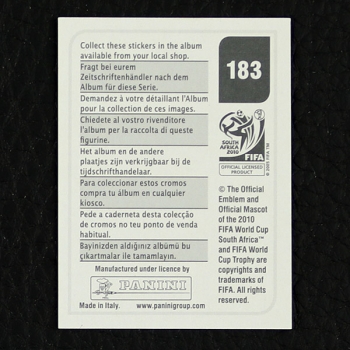 Collect these stickers in the album
available from your local shop.
Fragt bei eurem
Zeitschriftenhändler nach dem
Album für diese Serie.
Demandez à votre détaillant l'Album
pour la collection de ces images.
Chiedete al vostro rivenditore
l'album per la raccolta di queste
figurine.
Het album en de andere
plaatjes zijn verkrijgbaar bij de
tijdschrifthandelaar.
Para coleccionar estos cromos
compra tu álbum en cualquier
kiosco.
Pede a caderneta desta colecção
de cromos no teu ponto de venda
habitual.
Bayinizden aldığınız albümü bu
çıkartmalar ile tamamlayın.
Manufactured under licence by
PANINI
Made in Italy. www.paninigroup.com
183
SOUTH AFRICA
2010
FIFA
OFFICIAL LICENSED
PRODUCT
© The Official
Emblem and
Official Mascot
of the 2010
FIFA World Cup
South Africa™
and FIFA World
Cup Trophy are
copyrights and
trademarks of
FIFA. All rights
reserved.